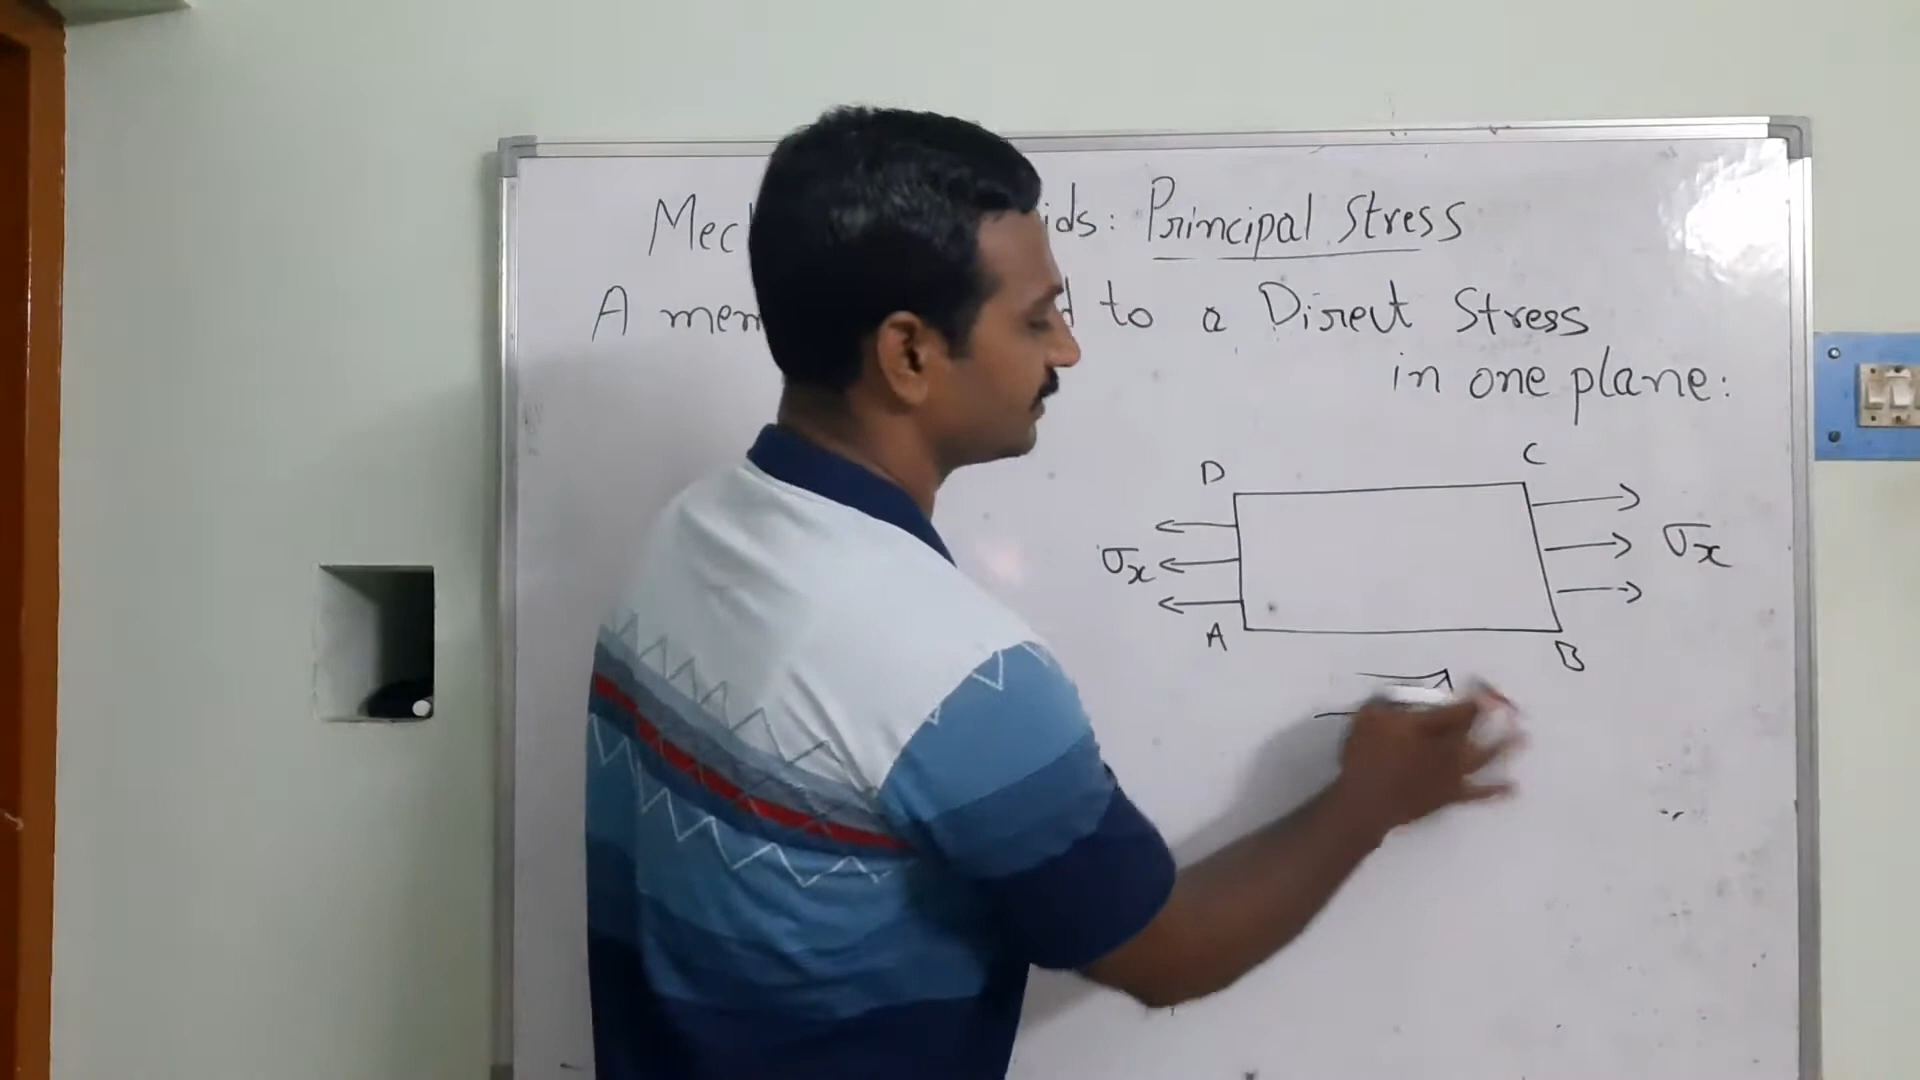 Mec ids: Principal Stress
A mem d to a Direct Stress
in one plane:
D C
σx σx
A B